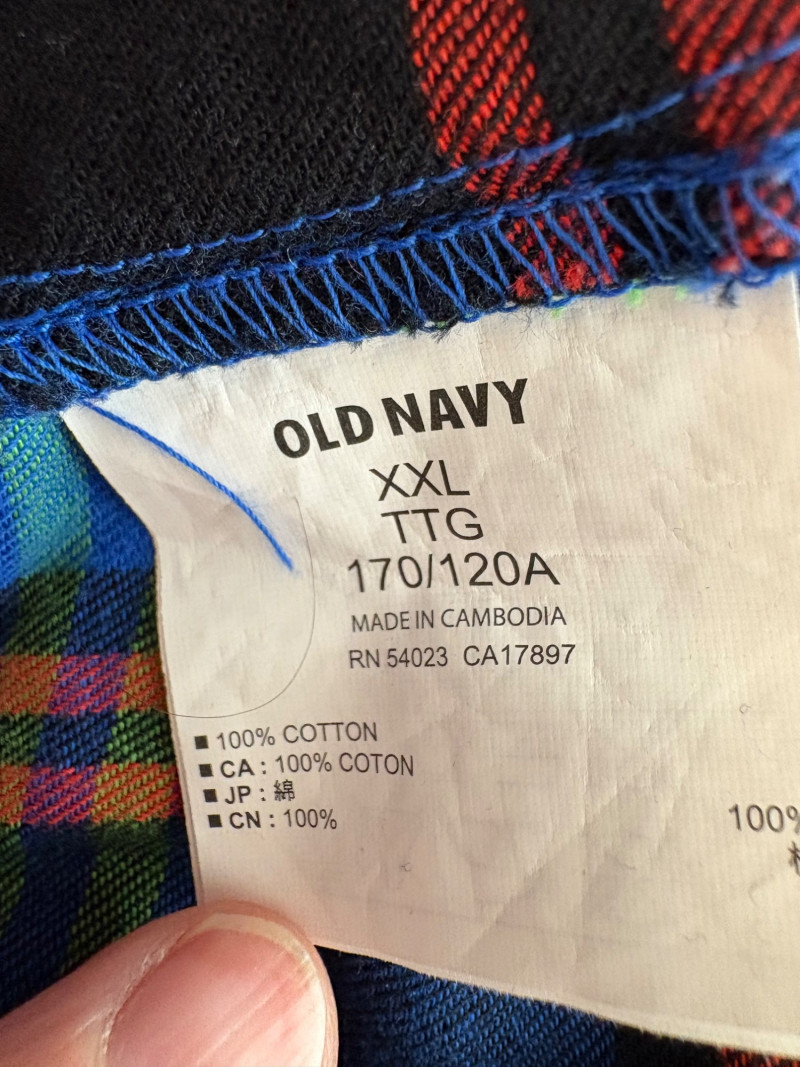 OLD NAVY
XXL
TTG
170/120A
MADE IN CAMBODIA
RN 54023 CA17897
■ 100% COTTON
■ CA : 100% COTON
■ JP : 綿
■ CN : 100%
100%